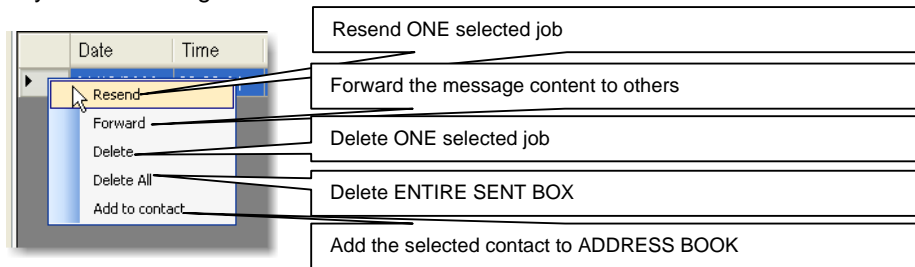 Resend ONE selected job
Date Time
Forward the message content to others
Resend
Forward
Delete ONE selected job
Delete
Delete All
Delete ENTIRE SENT BOX
Add to contact
Add the selected contact to ADDRESS BOOK